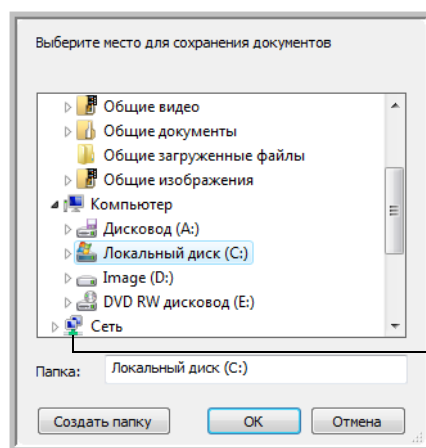 Выберите место для сохранения документов
Общие видео
Общие документы
Общие загруженные файлы
Общие изображения
Компьютер
Дисковод (A:)
Локальный диск (C:)
Image (D:)
DVD RW дисковод (E:)
Сеть
Папка: Локальный диск (C:)
Создать папку ОК Отмена